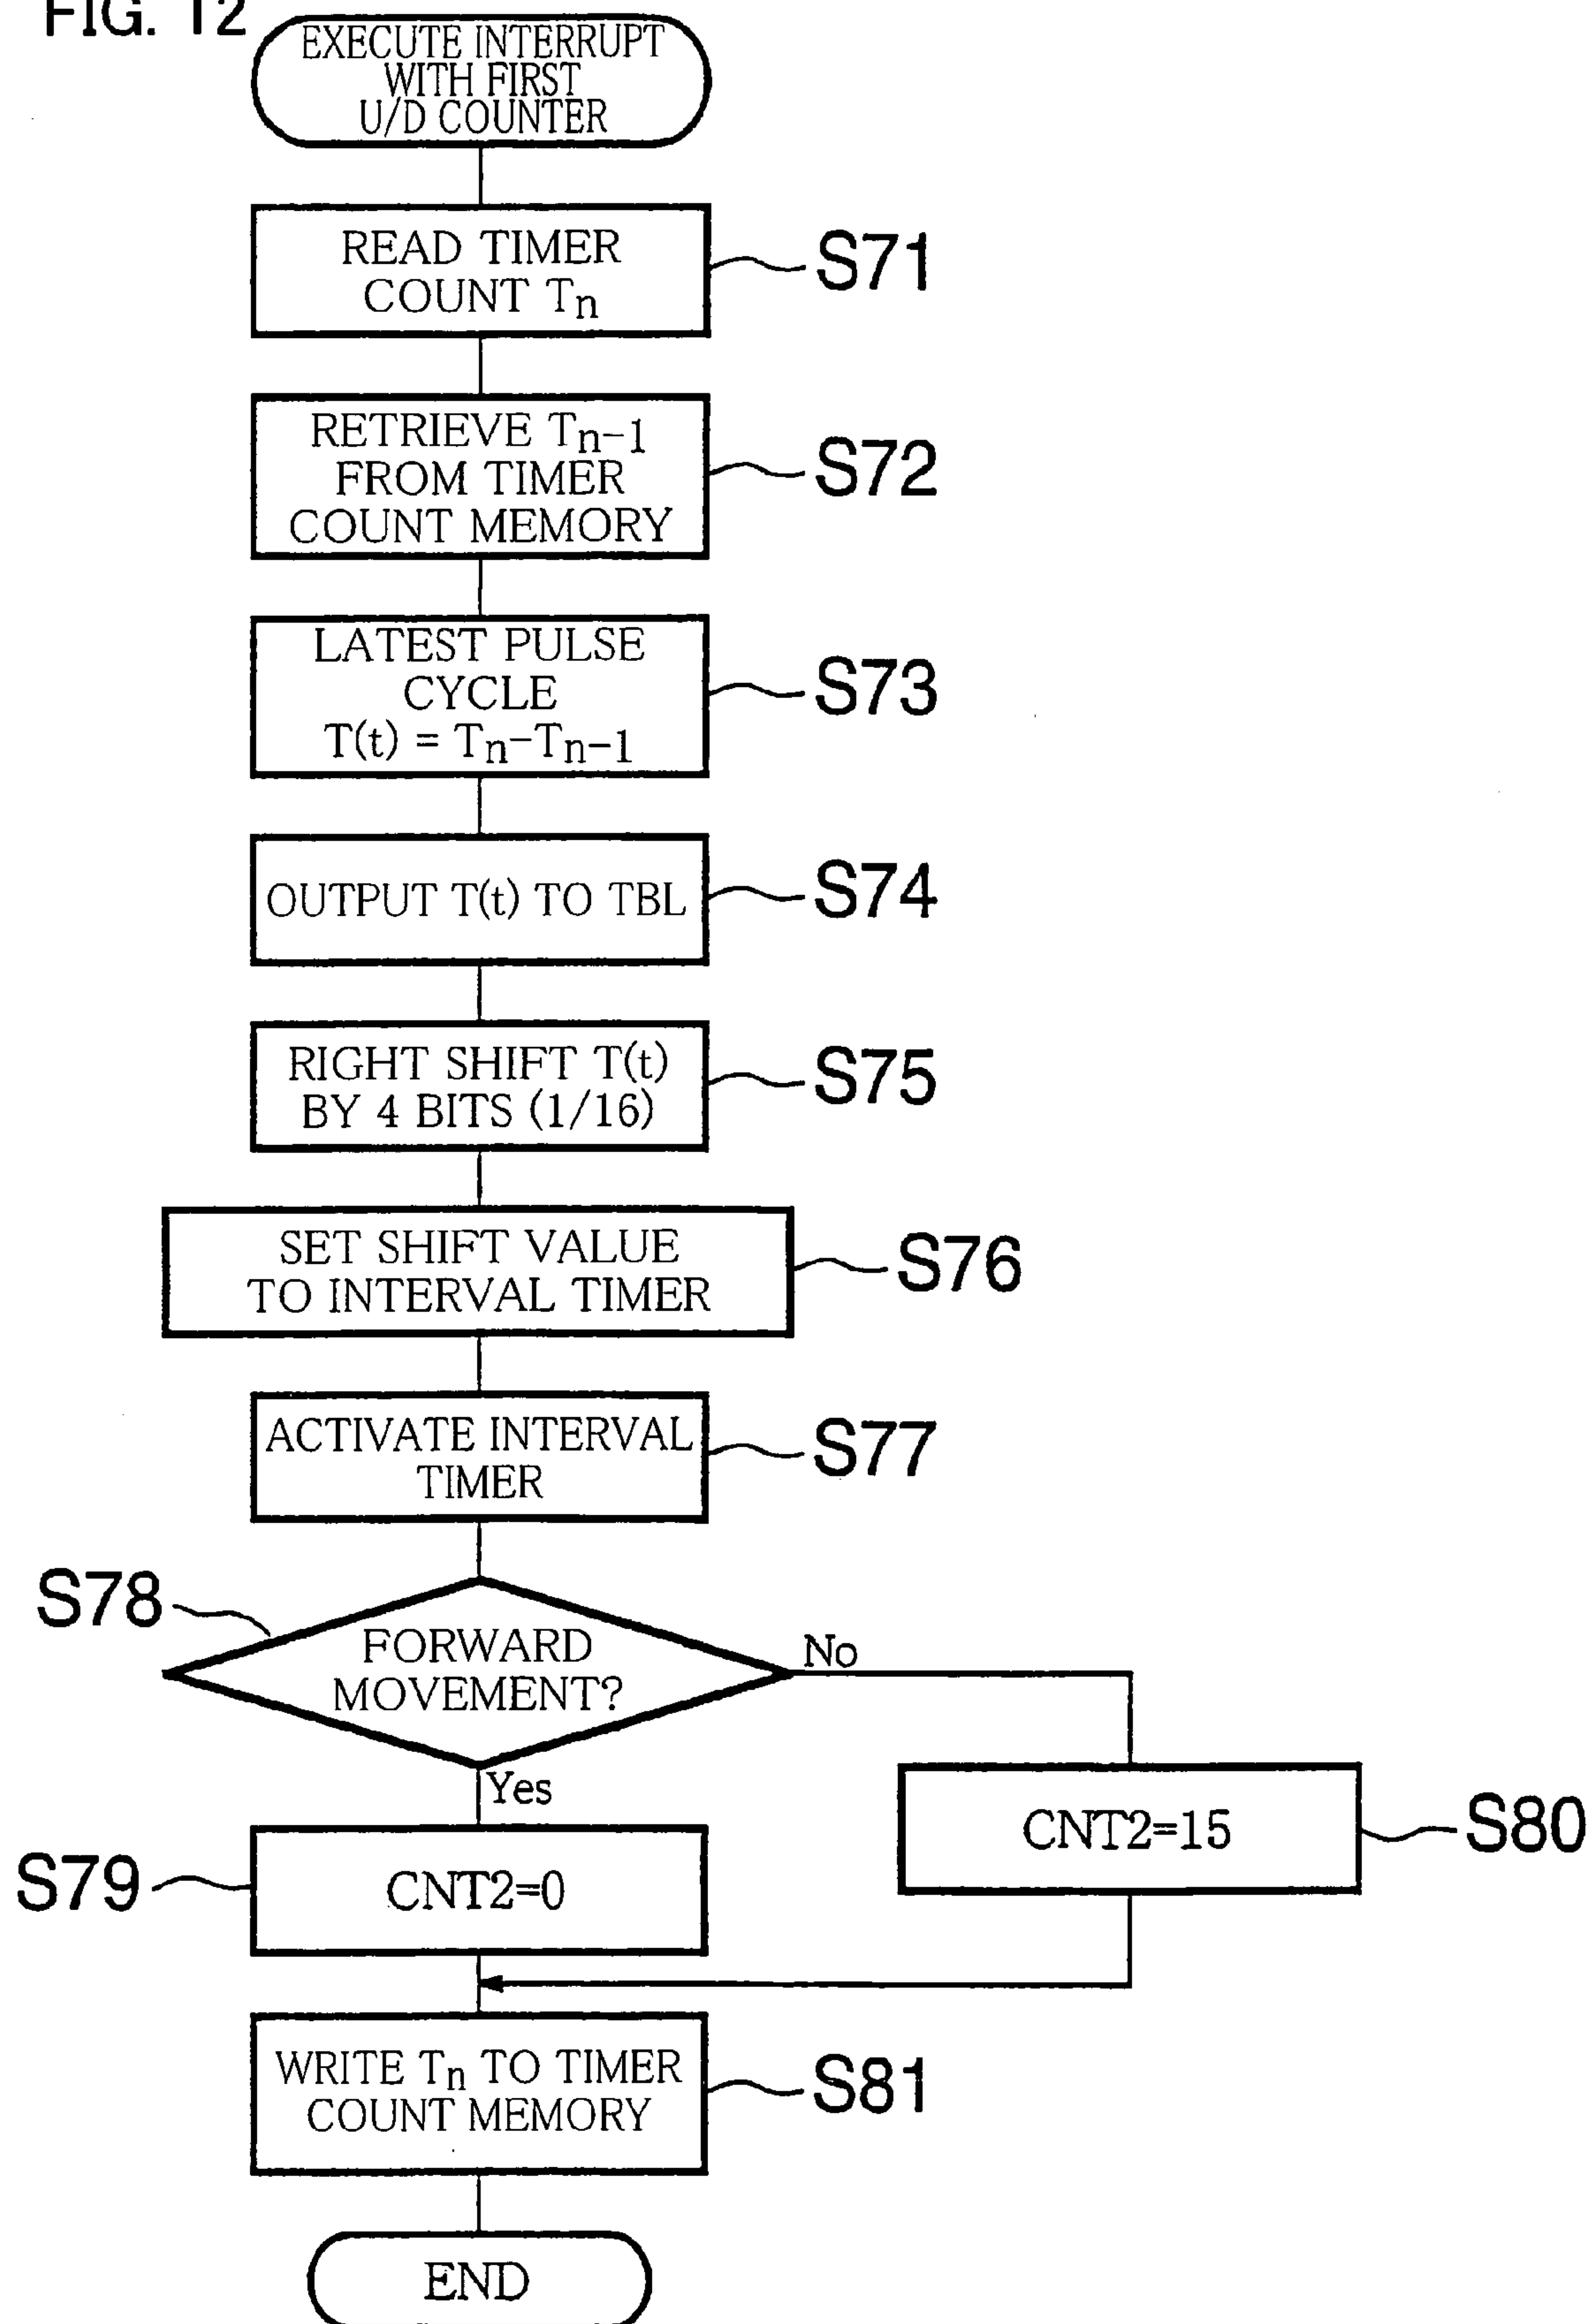 FIG. 12
EXECUTE INTERRUPT
WITH FIRST
U/D COUNTER
READ TIMER
COUNT Tn
S71
RETRIEVE Tn-1
FROM TIMER
COUNT MEMORY
S72
LATEST PULSE
CYCLE
T(t) = Tn-Tn-1
S73
OUTPUT T(t) TO TBL
S74
RIGHT SHIFT T(t)
BY 4 BITS (1/16)
S75
SET SHIFT VALUE
TO INTERVAL TIMER
S76
ACTIVATE INTERVAL
TIMER
S77
S78
FORWARD
MOVEMENT?
No
Yes
S79
CNT2=0
CNT2=15
S80
WRITE Tn TO TIMER
COUNT MEMORY
S81
END